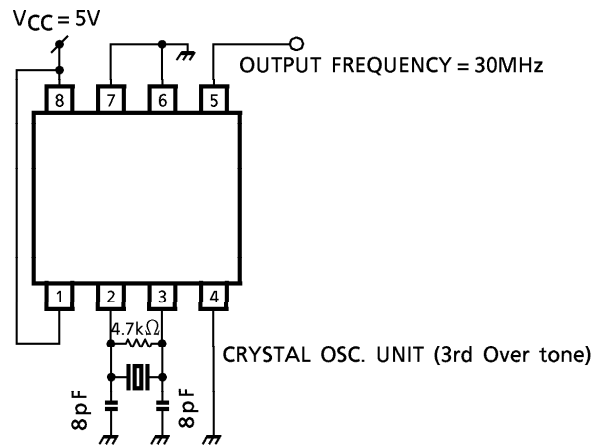 VCC = 5V
OUTPUT FREQUENCY = 30MHz
8 7 6 5
1 2 3 4
4.7kΩ
CRYSTAL OSC. UNIT (3rd Over tone)
8pF 8pF